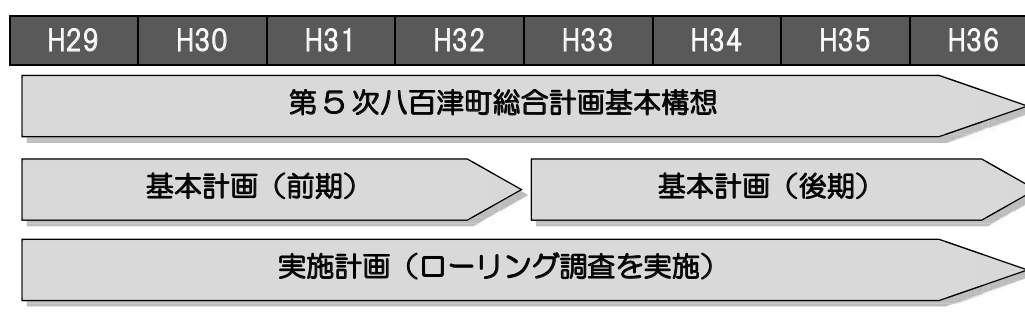 H29 H30 H31 H32 H33 H34 H35 H36
第５次八百津町総合計画基本構想
基本計画（前期） 基本計画（後期）
実施計画（ローリング調査を実施）